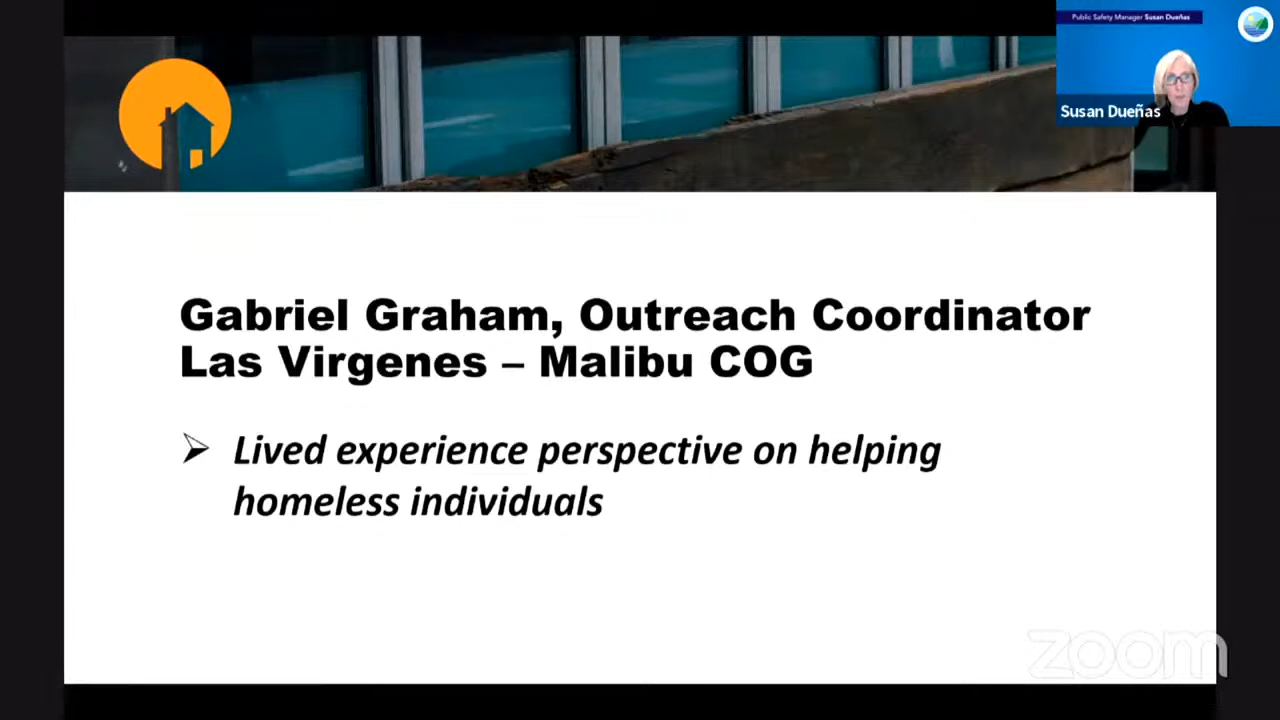 Public Safety Manager Susan Dueñas
Susan Dueñas
Gabriel Graham, Outreach Coordinator
Las Virgenes – Malibu COG
➢ Lived experience perspective on helping
homeless individuals
zoom